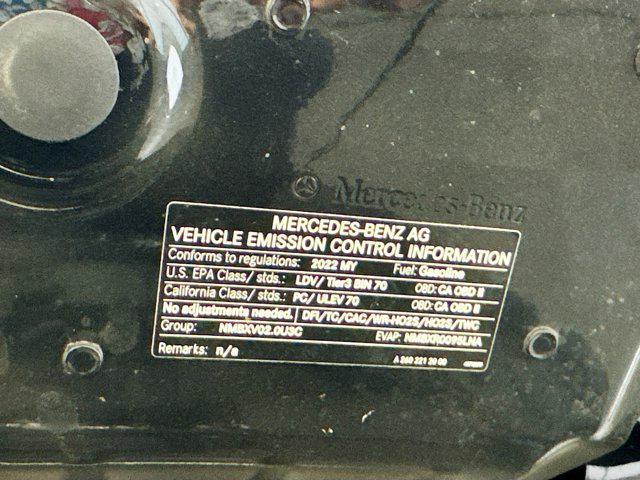 Mercedes-Benz
MERCEDES-BENZ AG
VEHICLE EMISSION CONTROL INFORMATION
Conforms to regulations: 2022 MY Fuel: Gasoline
U.S. EPA Class/ stds.: LDV/ Tier3 BIN 70 OBD: CA OBD II
California Class/ stds.: PC/ ULEV 70 OBD: CA OBD II
No adjustments needed. DFI/TC/CAC/WR-HO2S/HO2S/TWC
Group: NMBXV02.0U3C EVAP: NMBXR0095LNA
Remarks: n/a